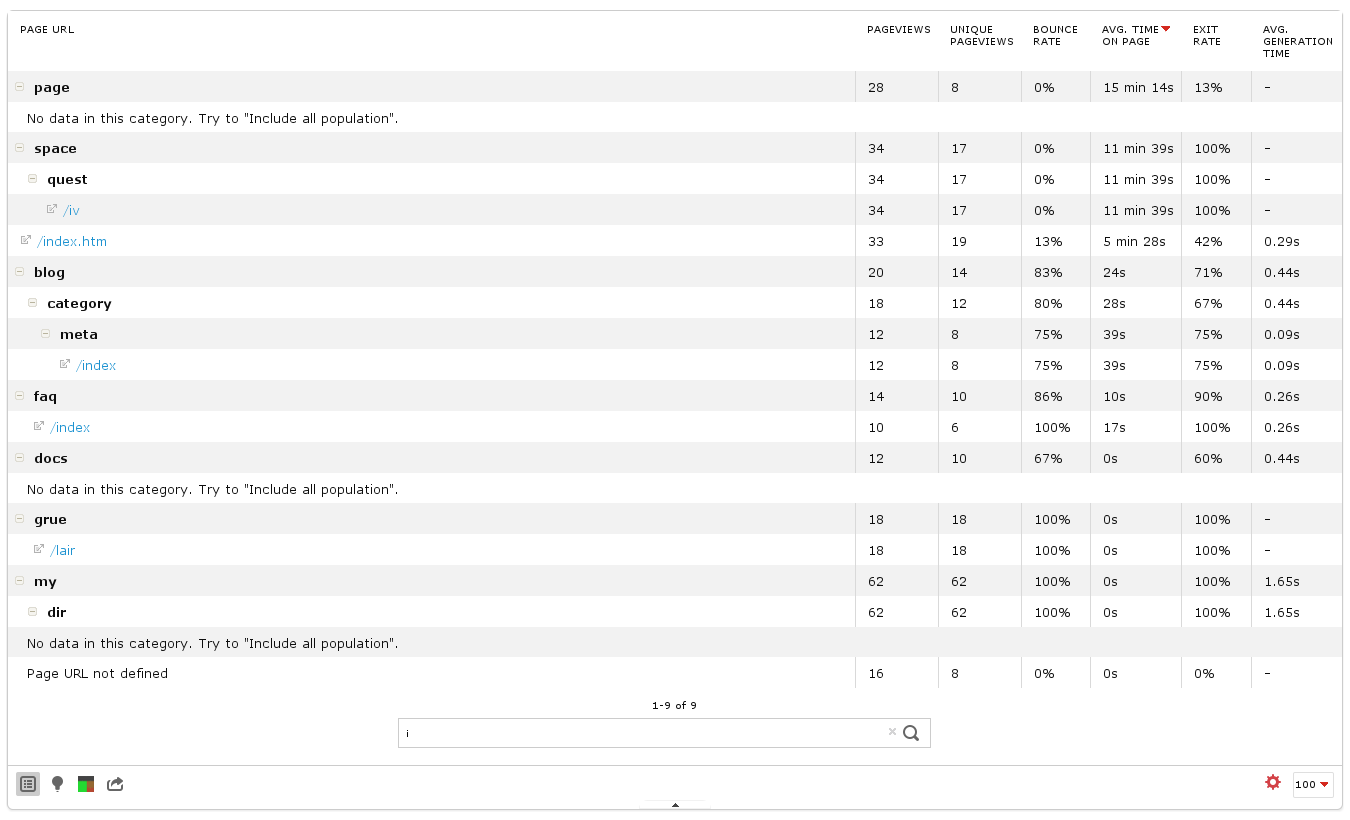 PAGE URL PAGEVIEWS UNIQUE PAGEVIEWS BOUNCE RATE AVG. TIME ON PAGE EXIT RATE AVG. GENERATION TIME
page 28 8 0% 15 min 14s 13% –
No data in this category. Try to "Include all population".
space 34 17 0% 11 min 39s 100% –
quest 34 17 0% 11 min 39s 100% –
/iv 34 17 0% 11 min 39s 100% –
/index.htm 33 19 13% 5 min 28s 42% 0.29s
blog 20 14 83% 24s 71% 0.44s
category 18 12 80% 28s 67% 0.44s
meta 12 8 75% 39s 75% 0.09s
/index 12 8 75% 39s 75% 0.09s
faq 14 10 86% 10s 90% 0.26s
/index 10 6 100% 17s 100% 0.26s
docs 12 10 67% 0s 60% 0.44s
No data in this category. Try to "Include all population".
grue 18 18 100% 0s 100% –
/lair 18 18 100% 0s 100% –
my 62 62 100% 0s 100% 1.65s
dir 62 62 100% 0s 100% 1.65s
No data in this category. Try to "Include all population".
Page URL not defined 16 8 0% 0s 0% –
1-9 of 9
i
100